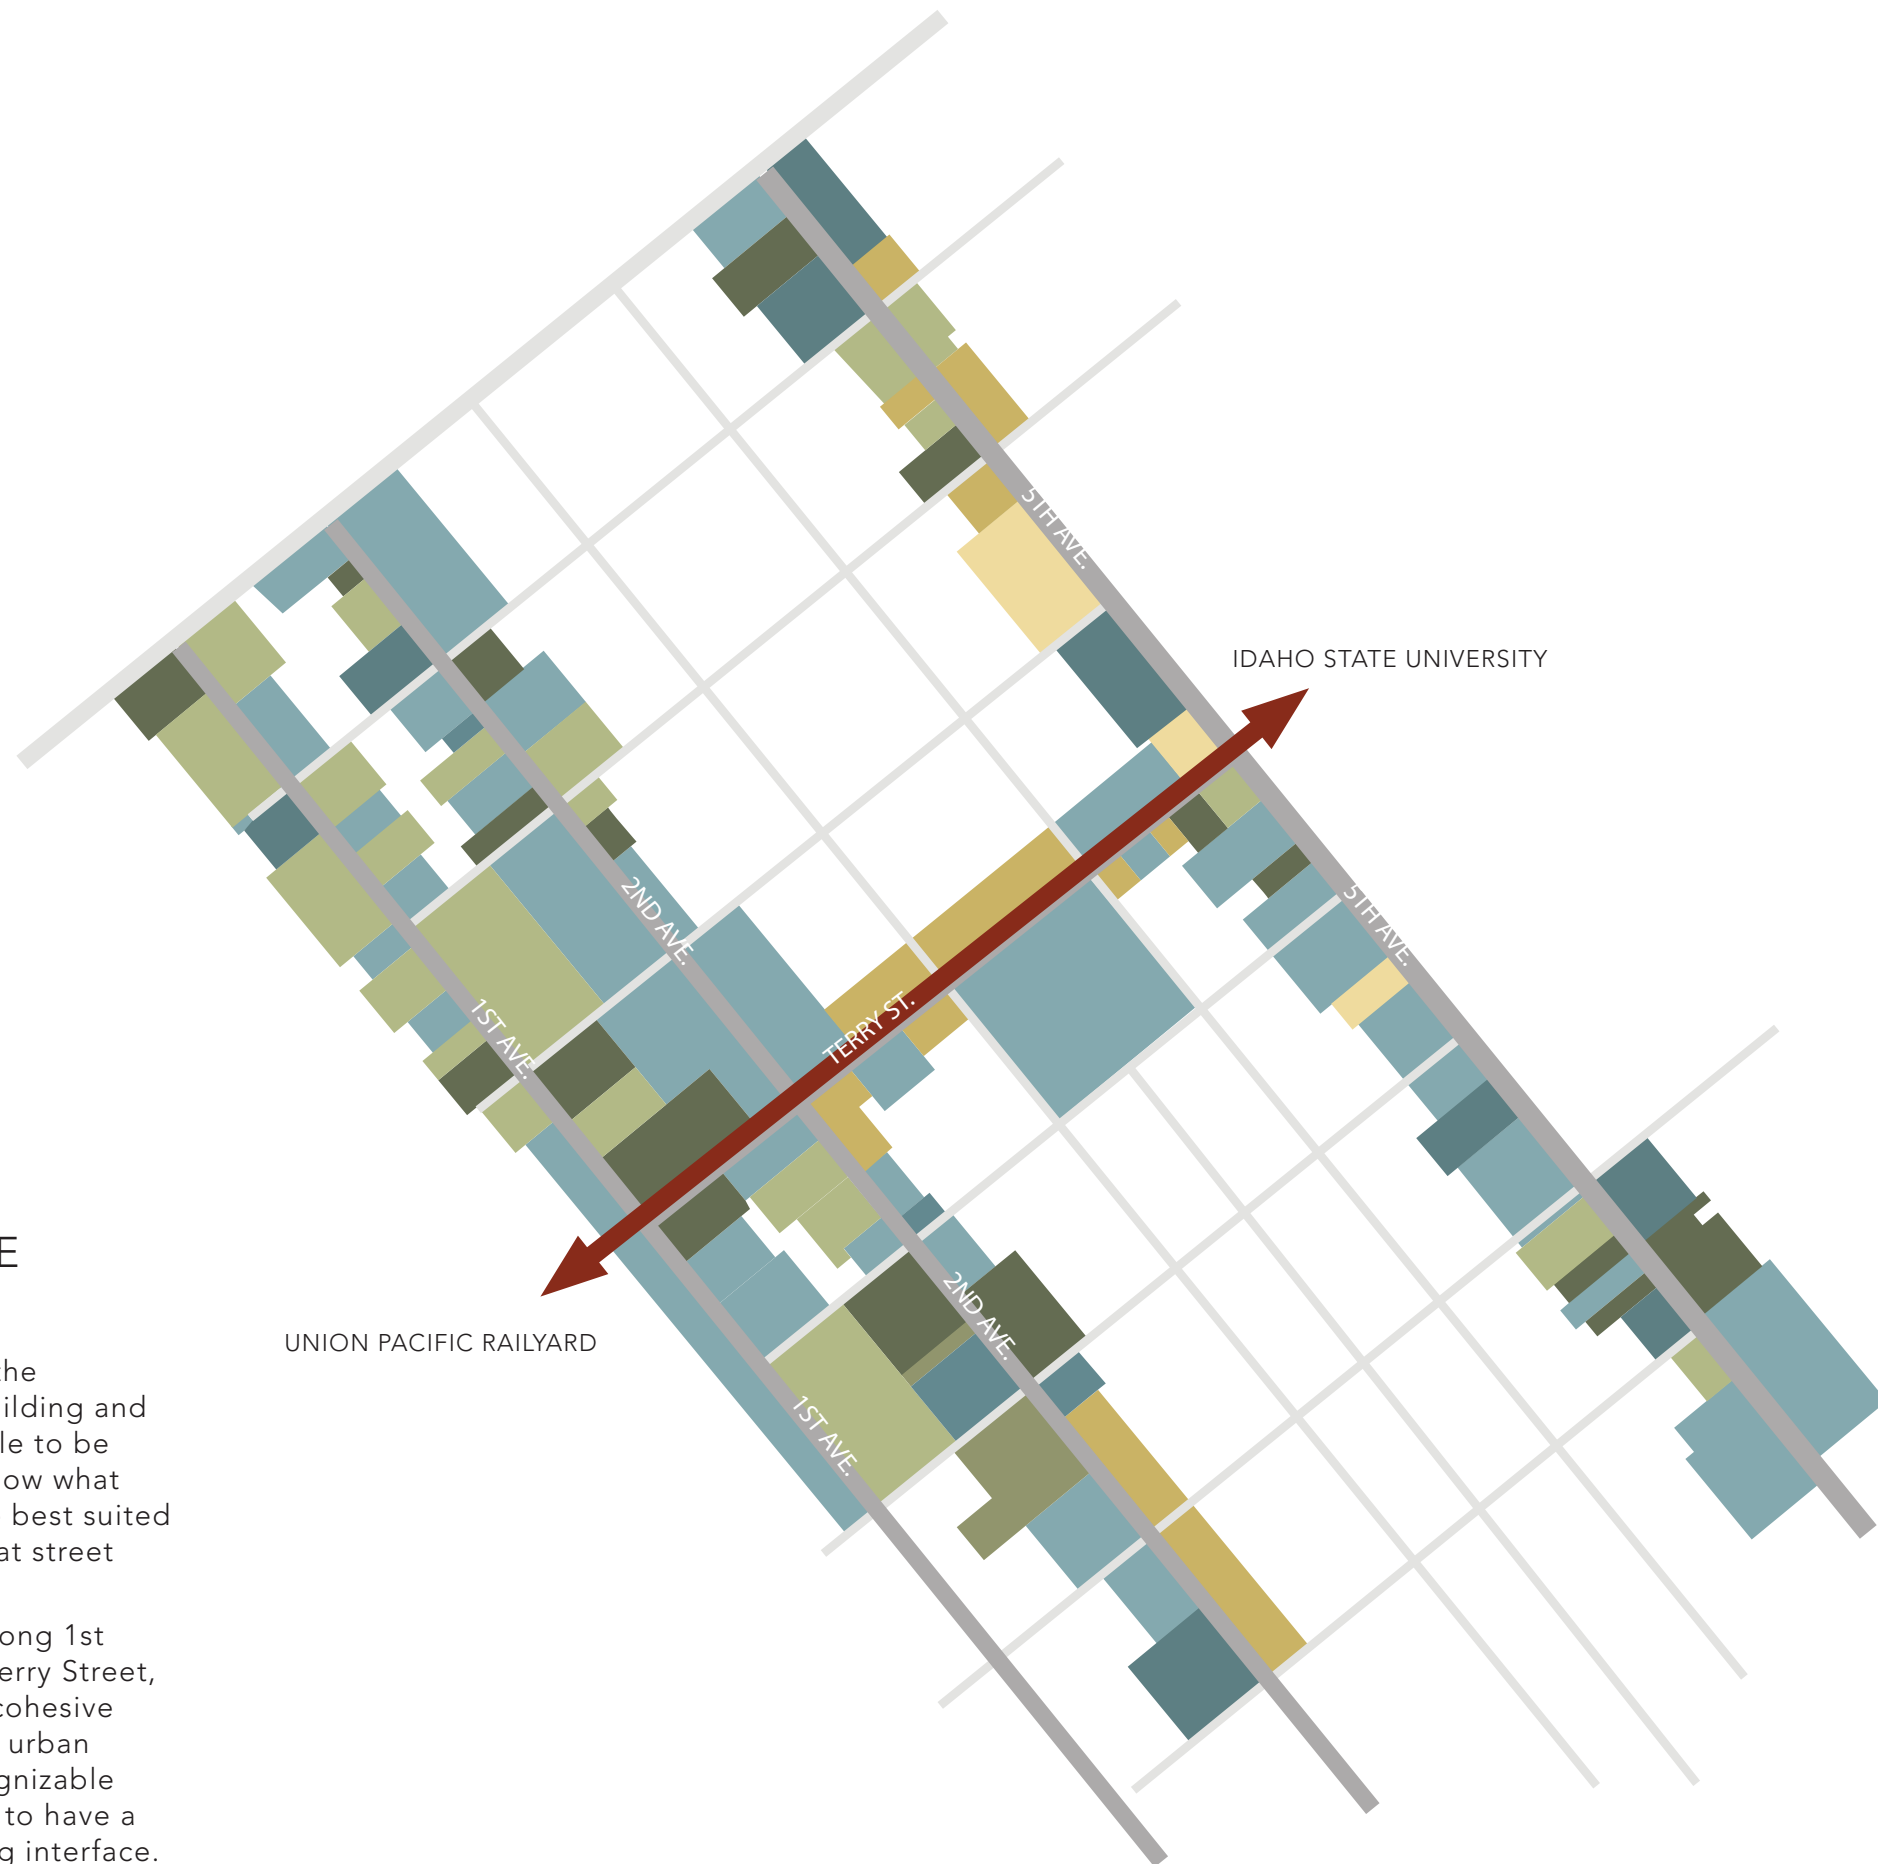 5TH AVE.
IDAHO STATE UNIVERSITY
5TH AVE.
2ND AVE.
TERRY ST.
1ST AVE.
2ND AVE.
UNION PACIFIC RAILYARD
1ST AVE.
E
the
ilding and
le to be
ow what
best suited
at street
ong 1st
erry Street,
cohesive
urban
gnizable
to have a
g interface.